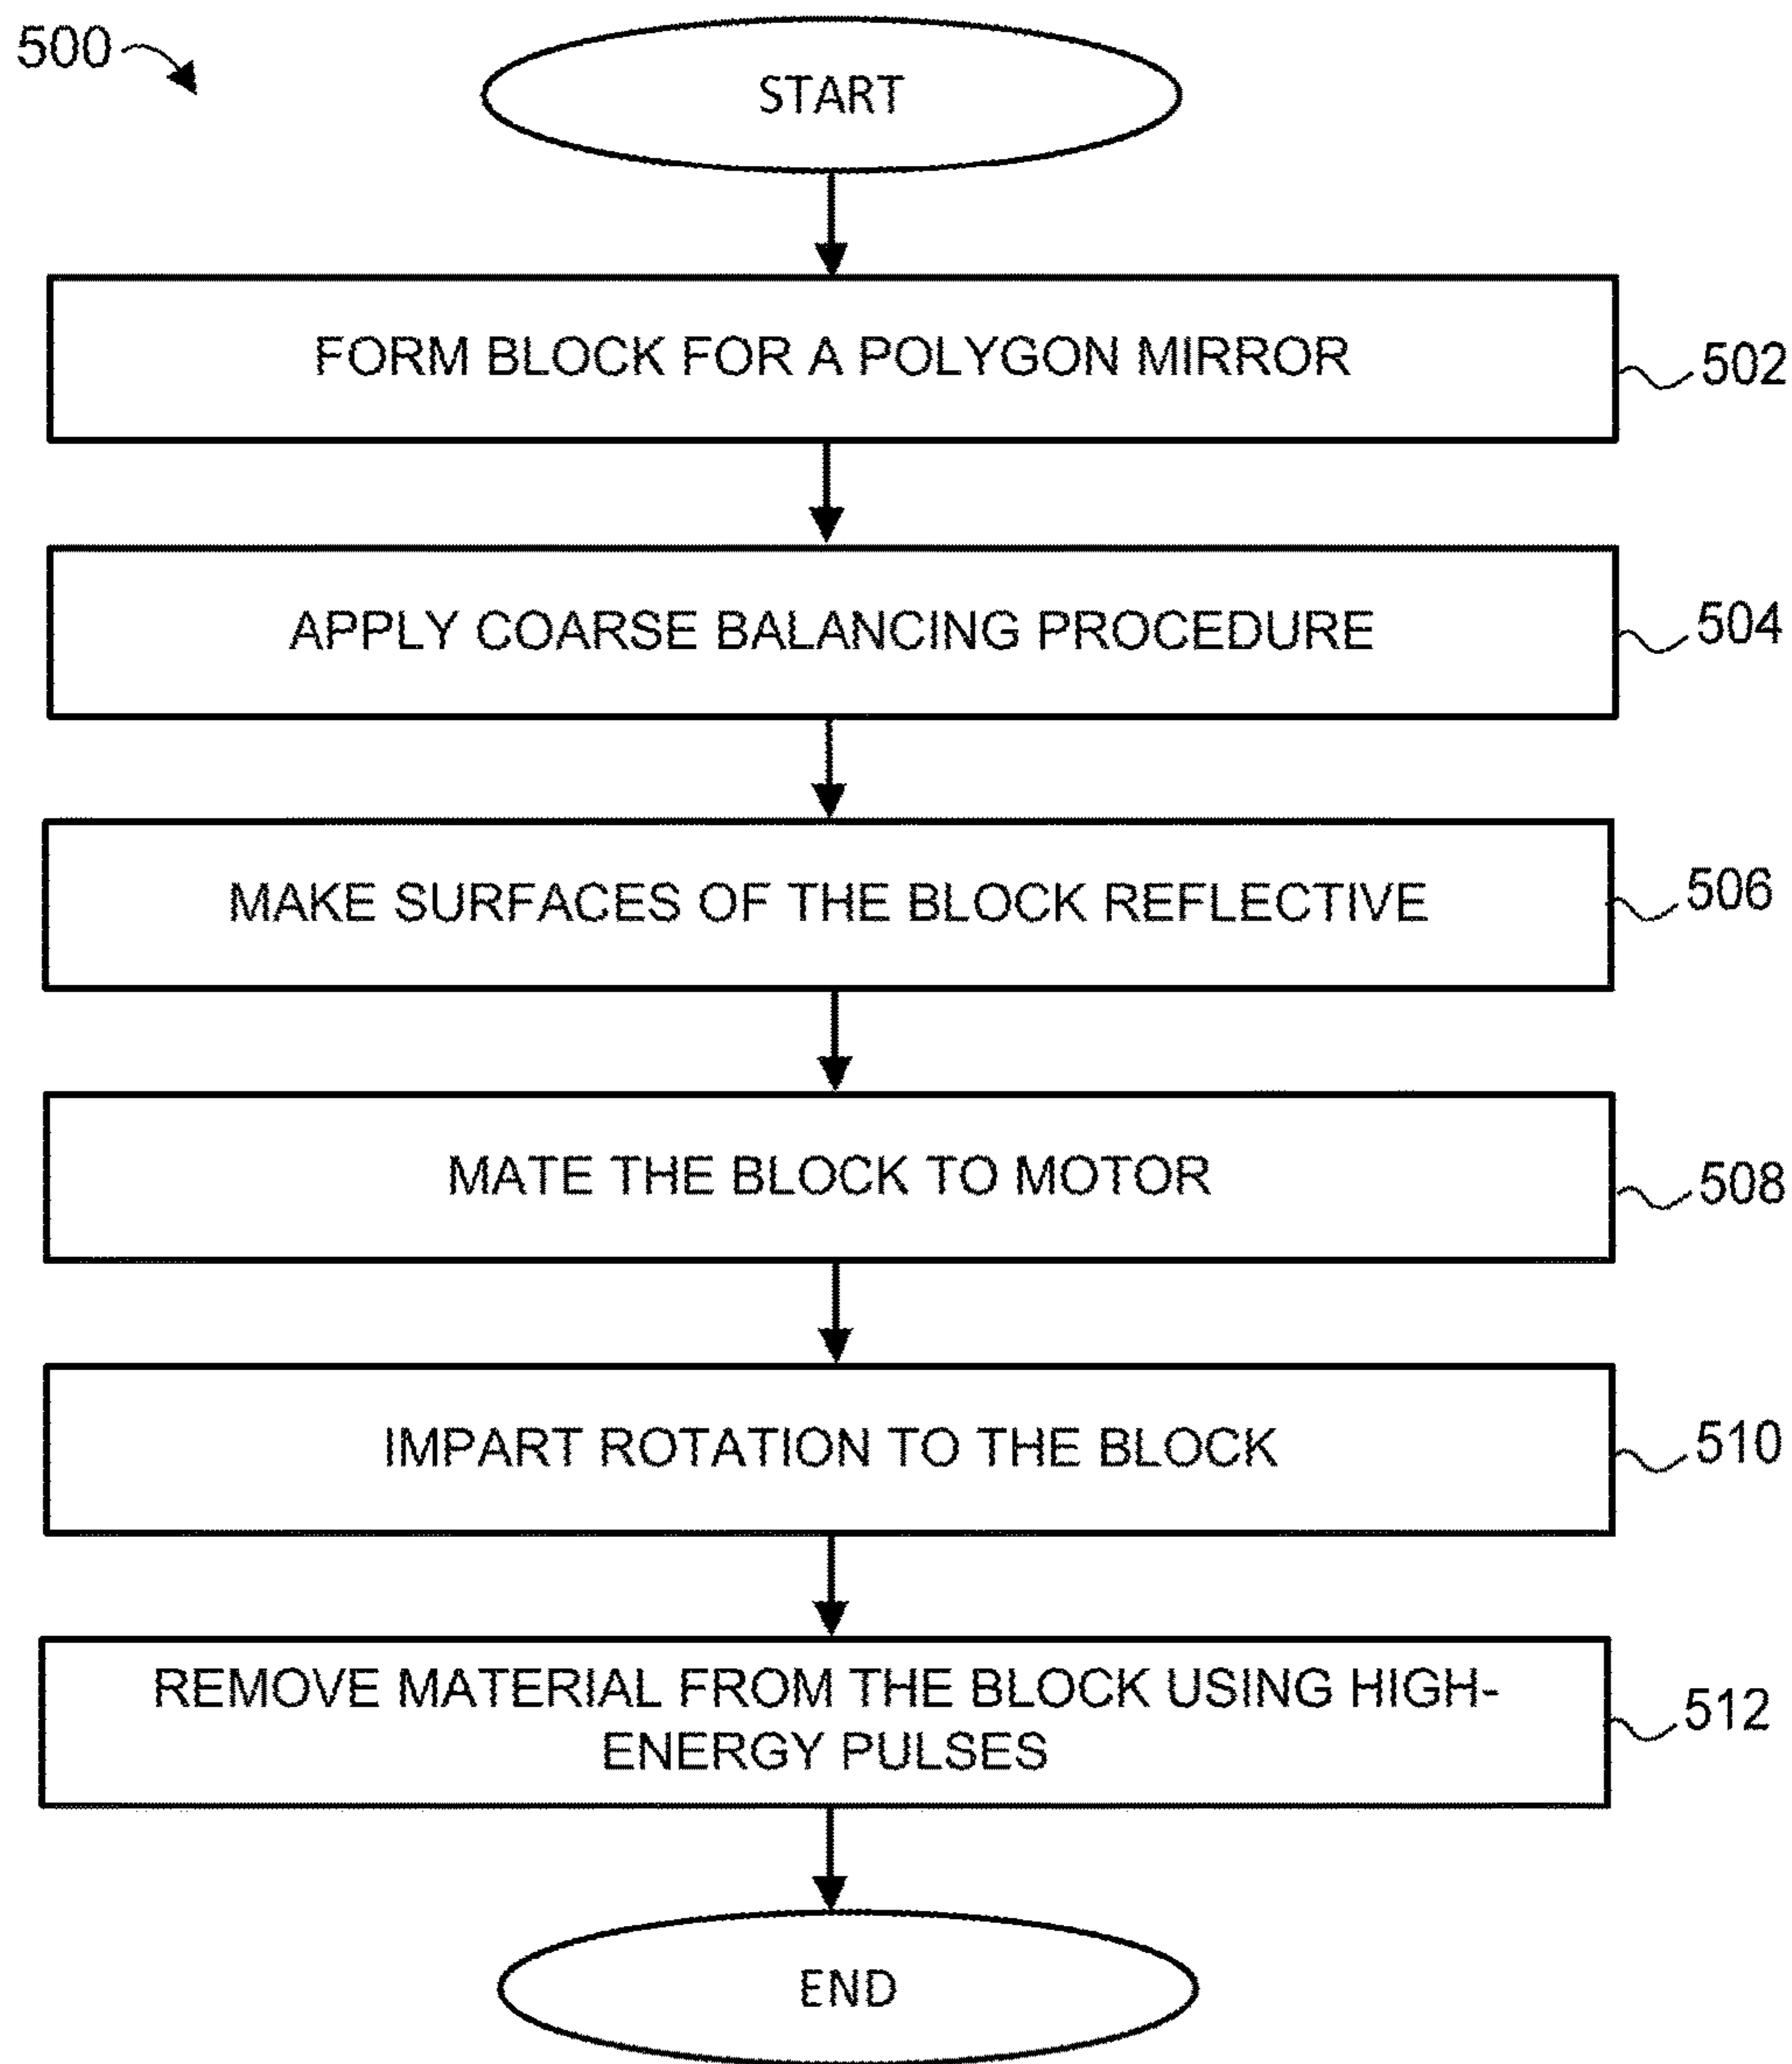 500
START
FORM BLOCK FOR A POLYGON MIRROR
502
APPLY COARSE BALANCING PROCEDURE
504
MAKE SURFACES OF THE BLOCK REFLECTIVE
506
MATE THE BLOCK TO MOTOR
508
IMPART ROTATION TO THE BLOCK
510
REMOVE MATERIAL FROM THE BLOCK USING HIGH-
ENERGY PULSES
512
END